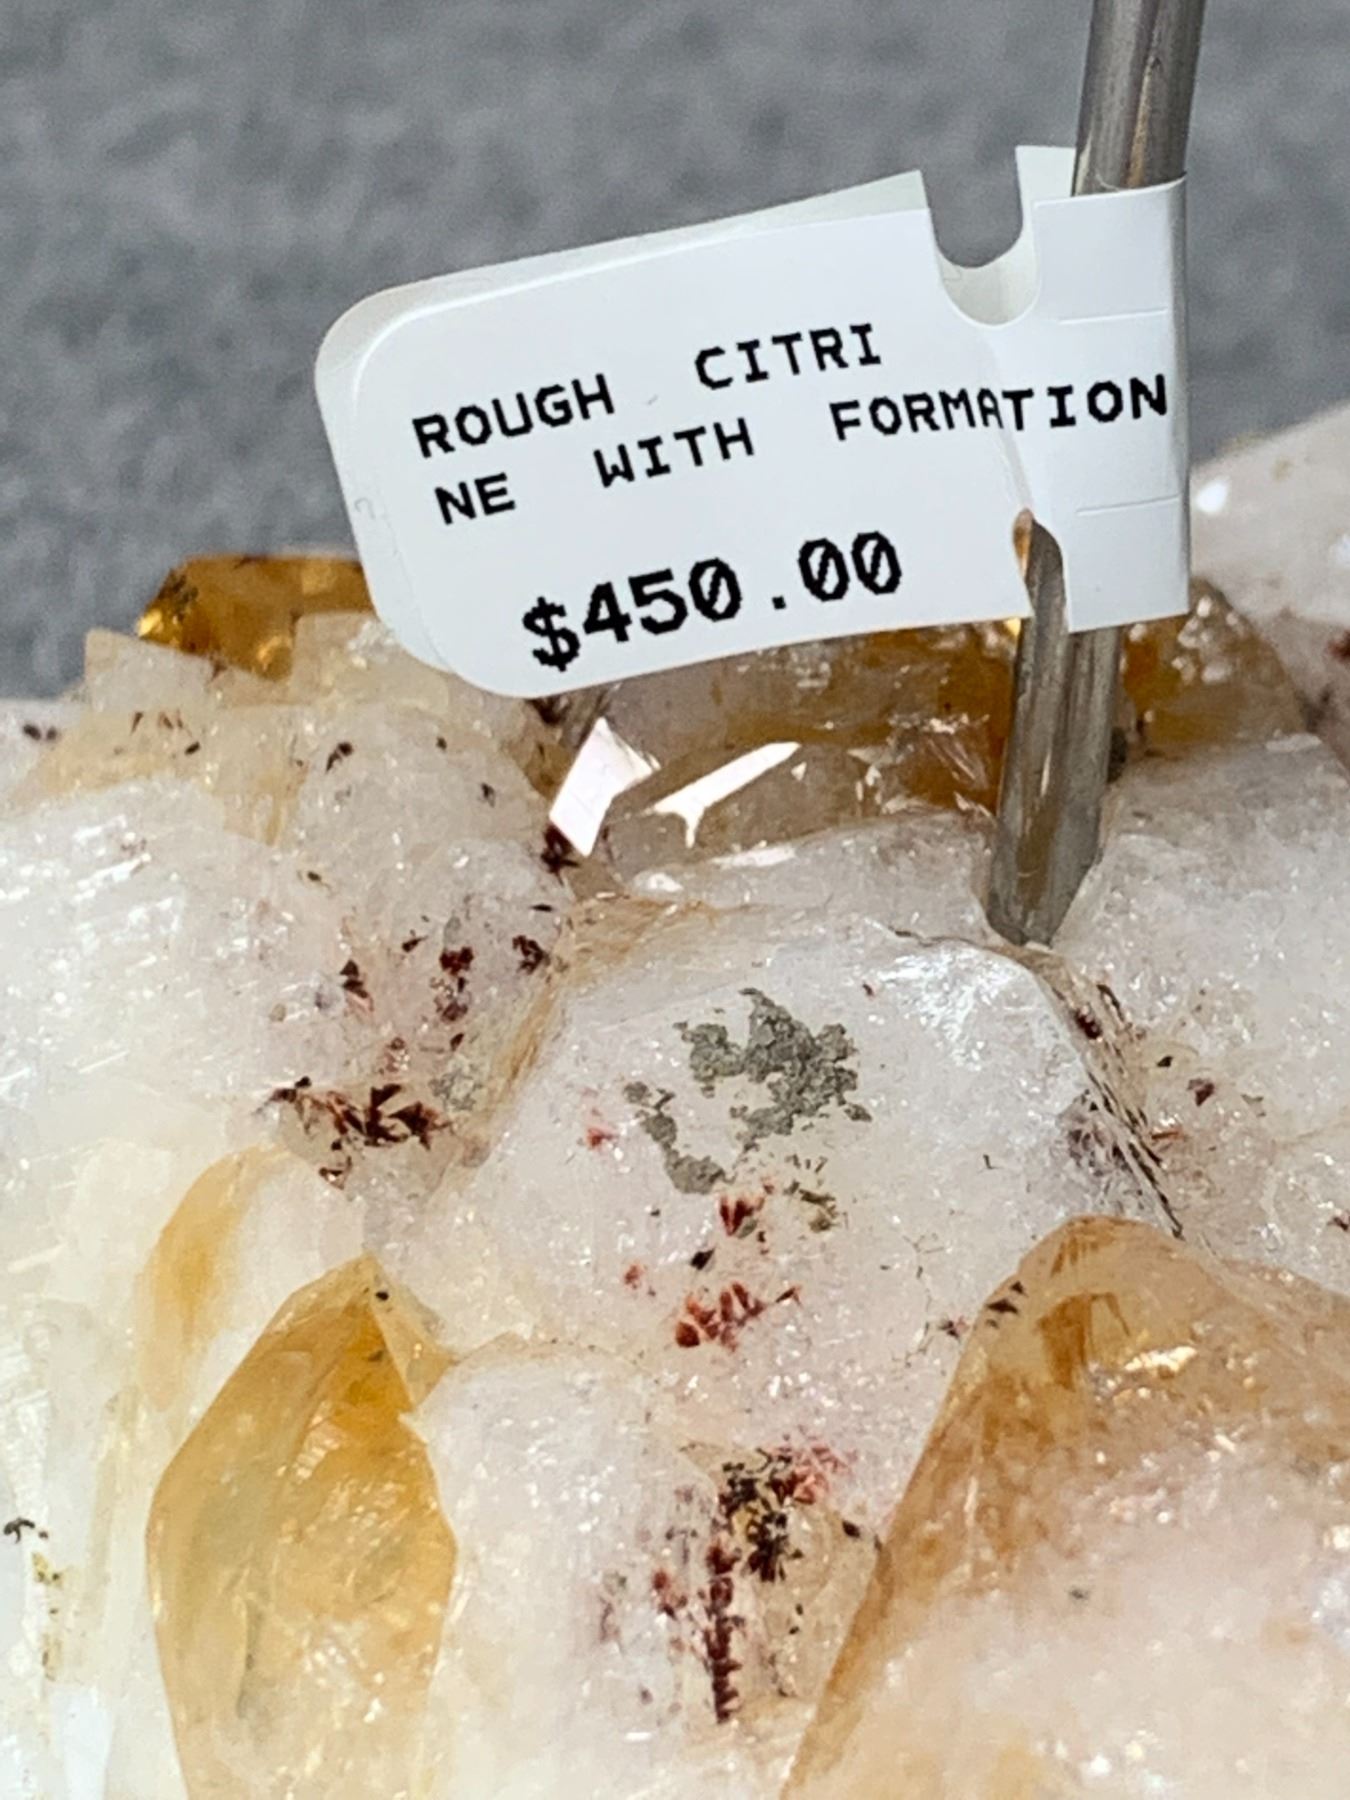 ROUGH CITRI
NE WITH FORMATION
$450.00